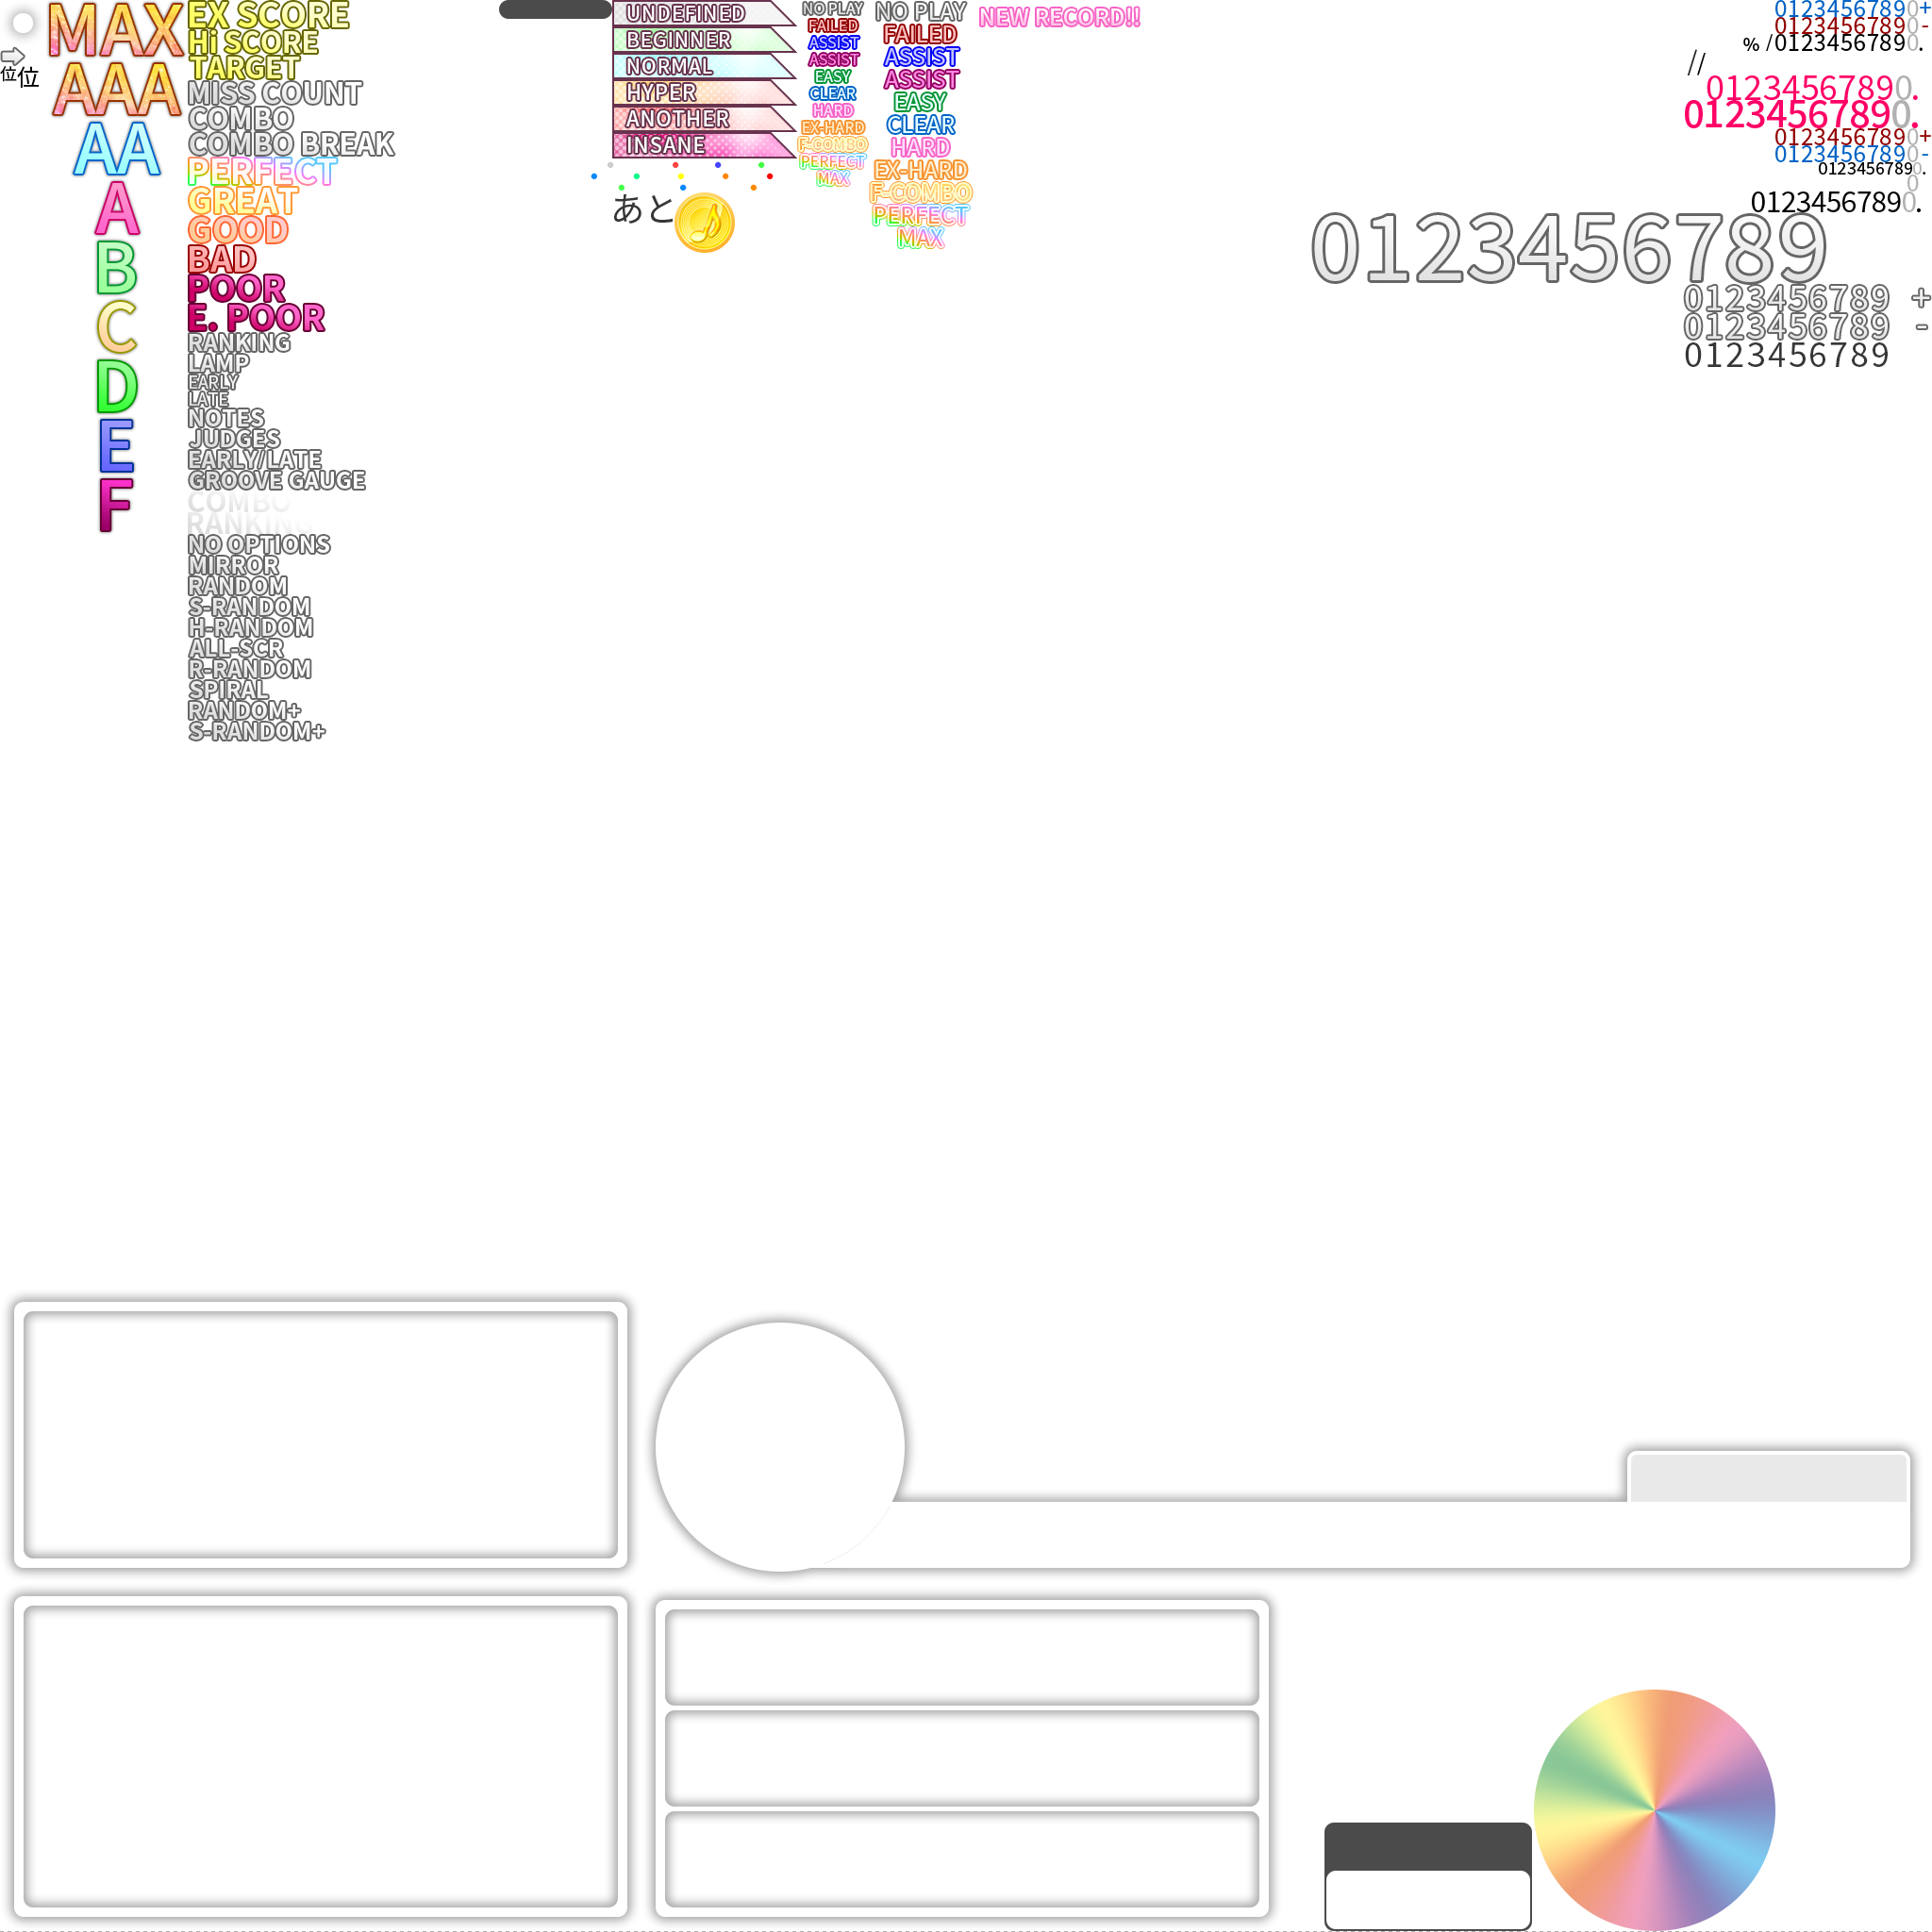 MAX
AAA
AA
A
B
C
D
E
F
位位
EX SCORE
Hi SCORE
TARGET
MISS COUNT
COMBO
COMBO BREAK
PERFECT
GREAT
GOOD
BAD
POOR
E. POOR
RANKING
LAMP
EARLY
LATE
NOTES
JUDGES
EARLY/LATE
GROOVE GAUGE
COMBO
RANKING
NO OPTIONS
MIRROR
RANDOM
S-RANDOM
H-RANDOM
ALL-SCR
R-RANDOM
SPIRAL
RANDOM+
S-RANDOM+
UNDEFINED
BEGINNER
NORMAL
HYPER
ANOTHER
INSANE
あと
NO PLAY
FAILED
ASSIST
ASSIST
EASY
CLEAR
HARD
EX-HARD
F-COMBO
PERFECT
MAX
NO PLAY
FAILED
ASSIST
ASSIST
EASY
CLEAR
HARD
EX-HARD
F-COMBO
PERFECT
MAX
NEW RECORD!!
01234567890+
01234567890-
% /01234567890.
//
01234567890.
01234567890.
01234567890+
01234567890-
01234567890.
0
01234567890.
0123456789
0123456789 +
0123456789 -
0123456789